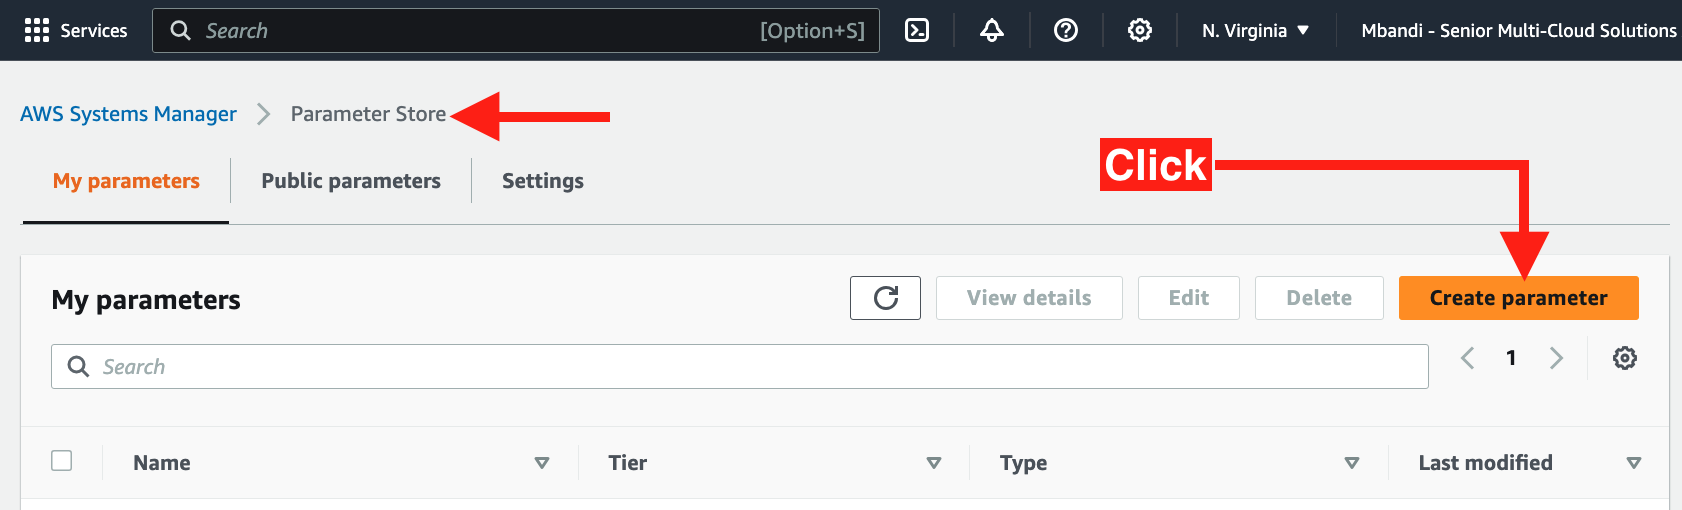 Services Search [Option+S] N. Virginia Mbandi - Senior Multi-Cloud Solutions
AWS Systems Manager Parameter Store
Click
My parameters Public parameters Settings
My parameters View details Edit Delete Create parameter
Search 1
Name Tier Type Last modified